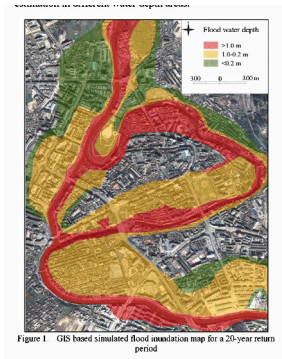 estimation in different water depth areas.
Flood water depth
>1.0 m
1.0-0.2 m
<0.2 m
300 0 300 m
Figure 1. GIS based simulated flood inundation map for a 20-year return
period